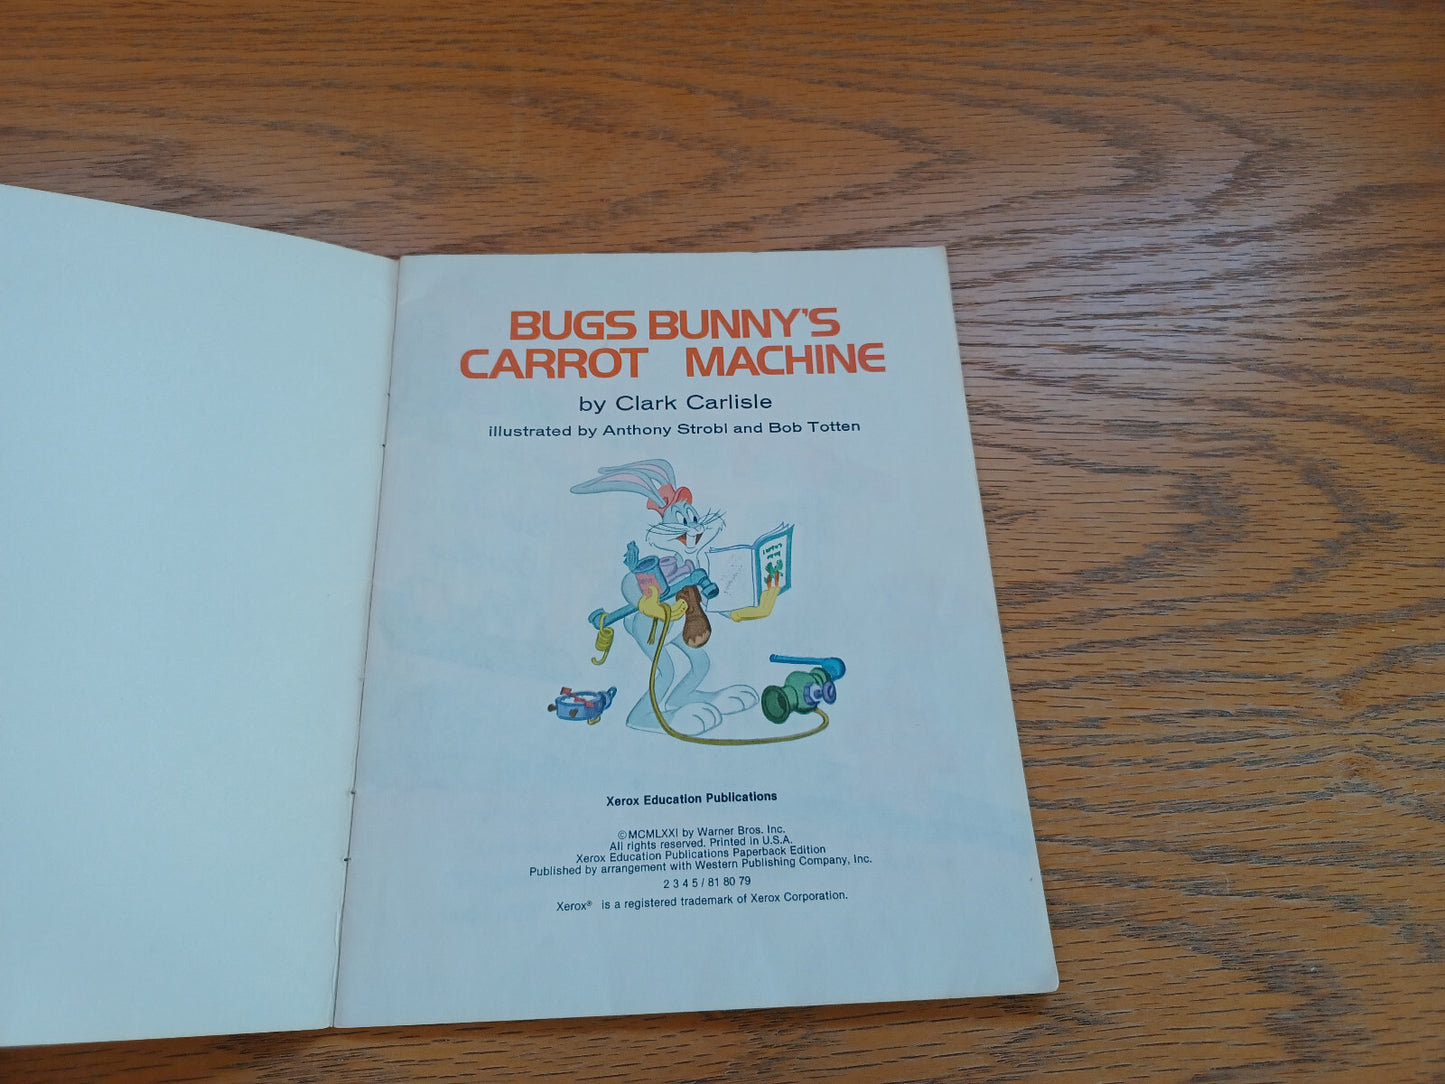 BUGS BUNNY'S
CARROT MACHINE
by Clark Carlisle
illustrated by Anthony Strobl and Bob Totten
Xerox Education Publications
©MCMLXXI by Warner Bros. Inc.
All rights reserved. Printed in U.S.A.
Xerox Education Publications Paperback Edition
Published by arrangement with Western Publishing Company, Inc.
2 3 4 5 / 81 80 79
Xerox® is a registered trademark of Xerox Corporation.